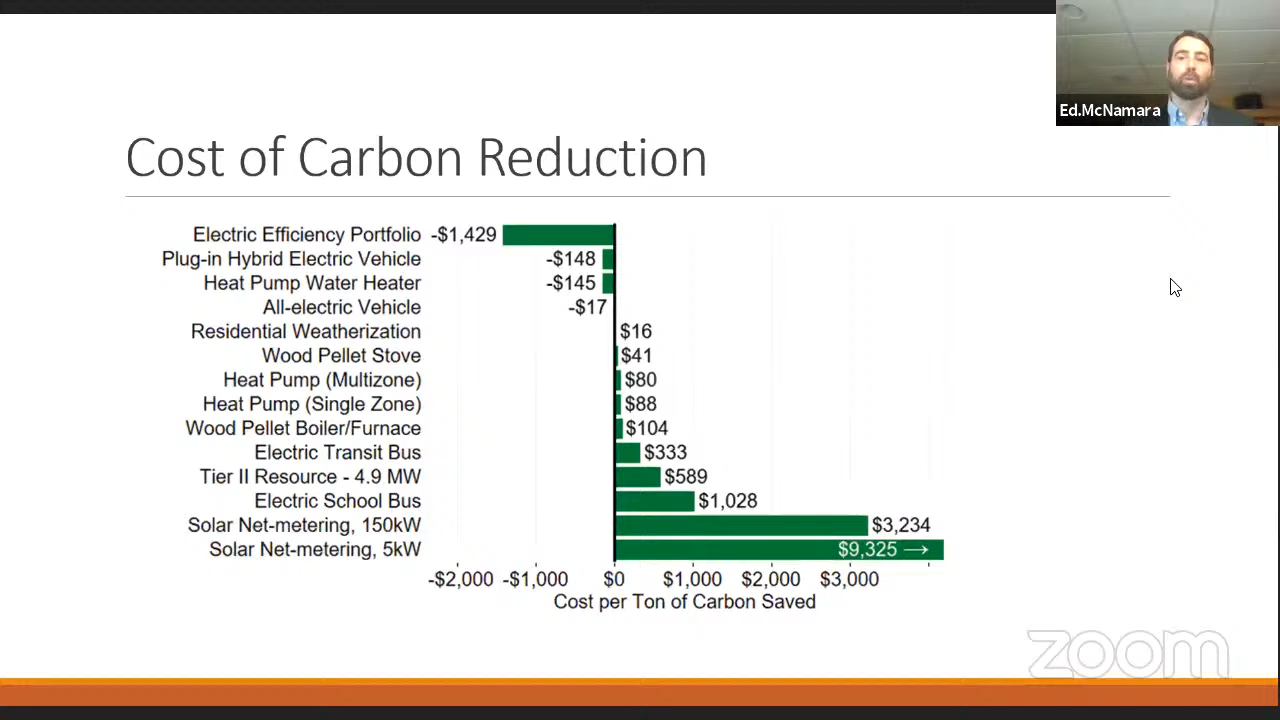 Ed.McNamara
Cost of Carbon Reduction
Electric Efficiency Portfolio -$1,429
Plug-in Hybrid Electric Vehicle -$148
Heat Pump Water Heater -$145
All-electric Vehicle -$17
Residential Weatherization $16
Wood Pellet Stove $41
Heat Pump (Multizone) $80
Heat Pump (Single Zone) $88
Wood Pellet Boiler/Furnace $104
Electric Transit Bus $333
Tier II Resource - 4.9 MW $589
Electric School Bus $1,028
Solar Net-metering, 150kW $3,234
Solar Net-metering, 5kW $9,325 →
-$2,000 -$1,000 $0 $1,000 $2,000 $3,000
Cost per Ton of Carbon Saved
zoom